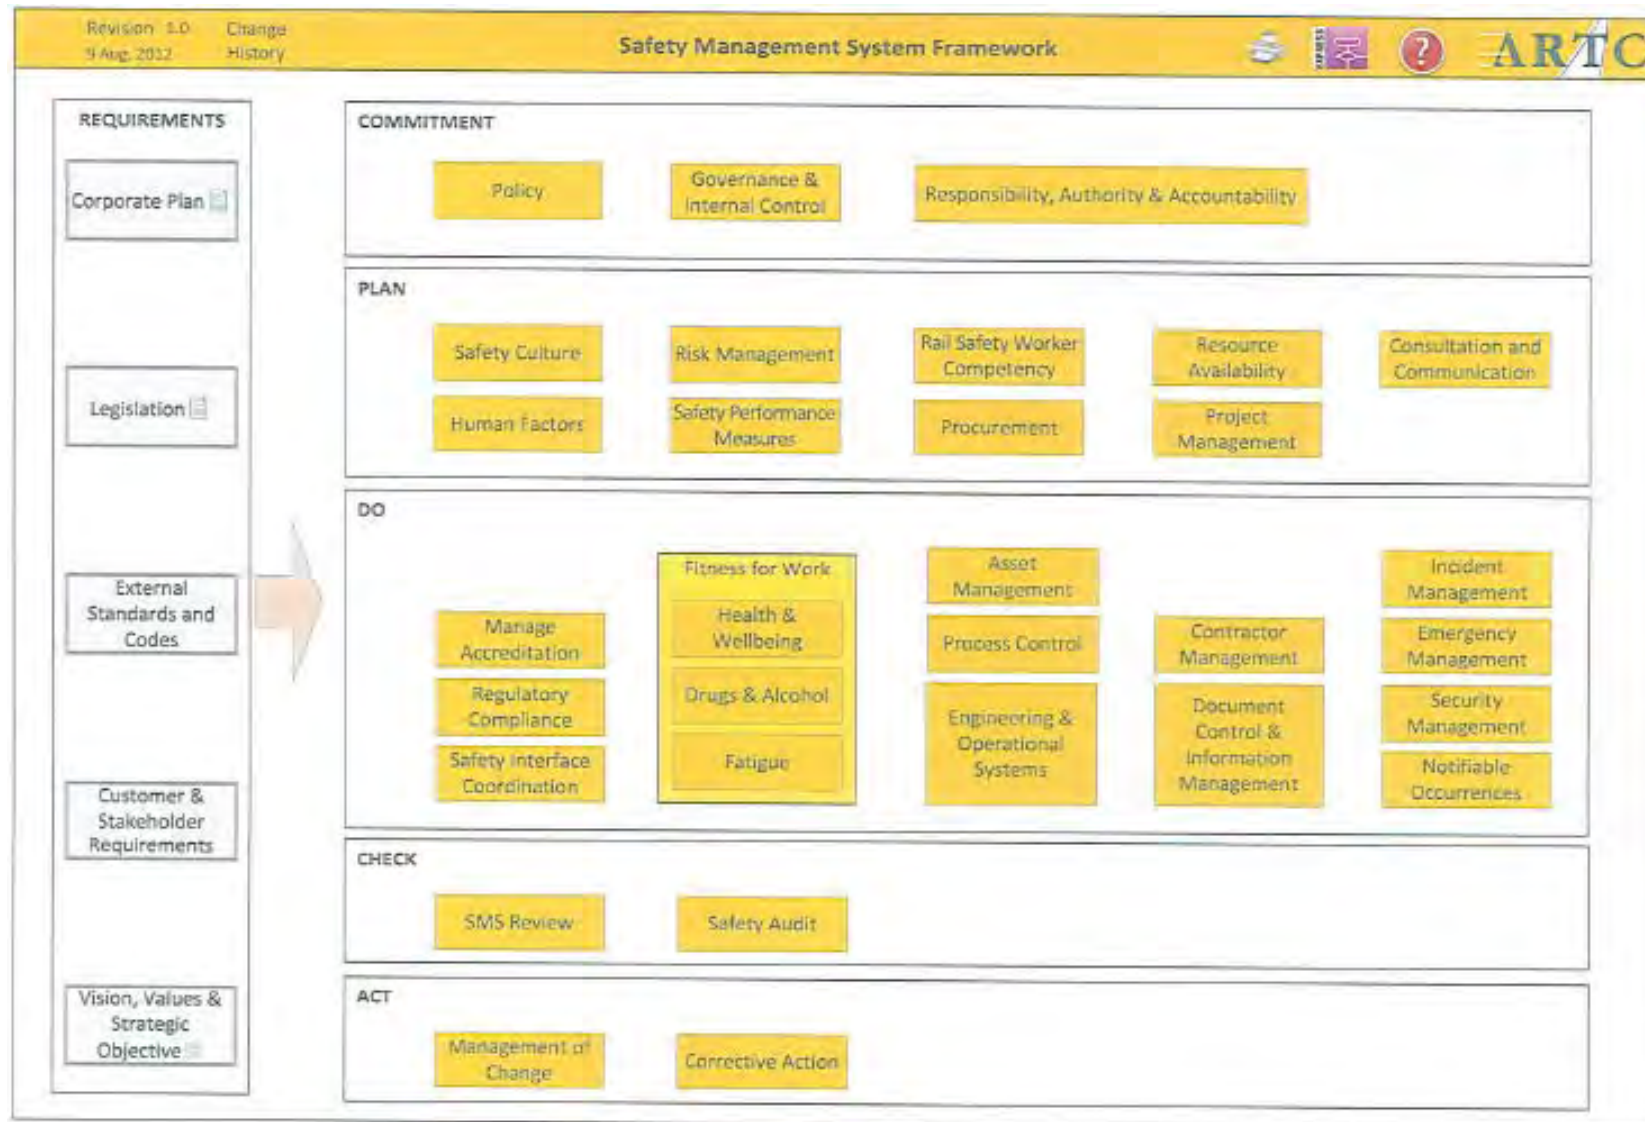 Revision 1.0
9 Aug, 2012
Change
History
Safety Management System Framework
?
ARTC
REQUIREMENTS
Corporate Plan
Legislation
External
Standards and
Codes
Customer &
Stakeholder
Requirements
Vision, Values &
Strategic
Objective
COMMITMENT
Policy
Governance &
Internal Control
Responsibility, Authority & Accountability
PLAN
Safety Culture
Risk Management
Rail Safety Worker
Competency
Resource
Availability
Consultation and
Communication
Human Factors
Safety Performance
Measures
Procurement
Project
Management
DO
Manage
Accreditation
Regulatory
Compliance
Safety Interface
Coordination
Fitness for Work
Health &
Wellbeing
Drugs & Alcohol
Fatigue
Asset
Management
Process Control
Engineering &
Operational
Systems
Contractor
Management
Document
Control &
Information
Management
Incident
Management
Emergency
Management
Security
Management
Notifiable
Occurrences
CHECK
SMS Review
Safety Audit
ACT
Management of
Change
Corrective Action